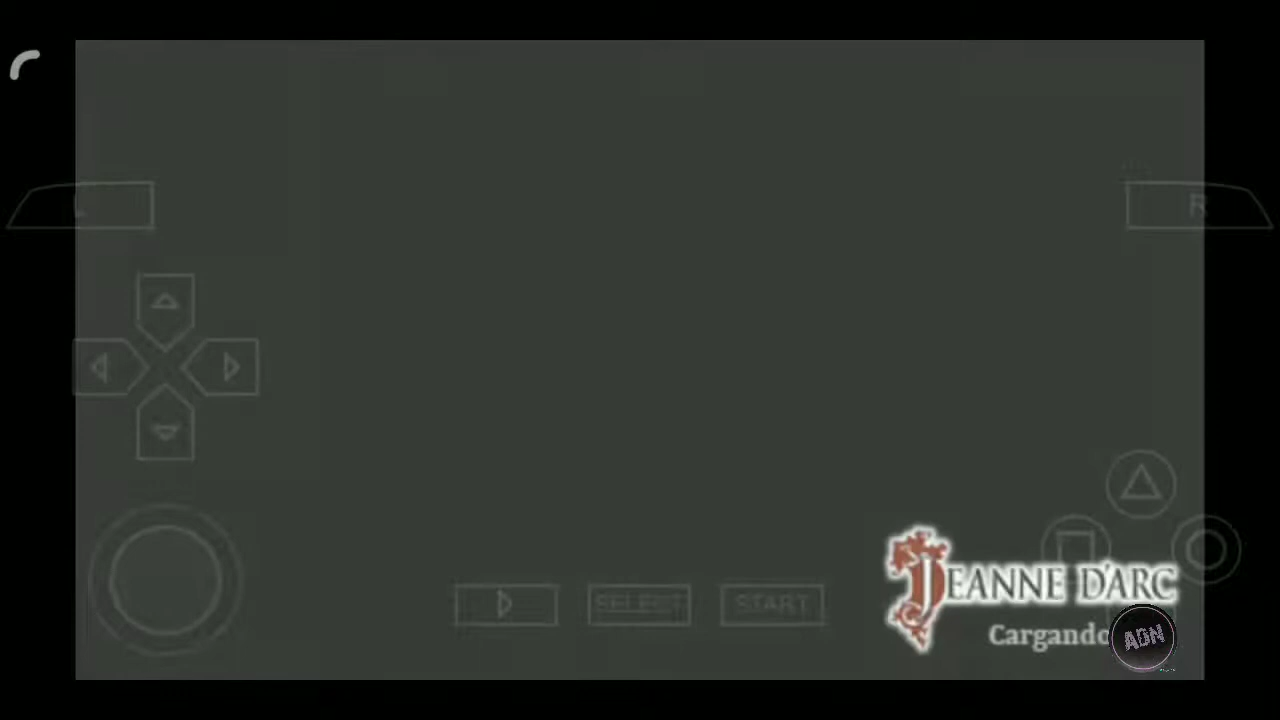 L
R
SELECT
START
JEANNE D'ARC
Cargando
ADN